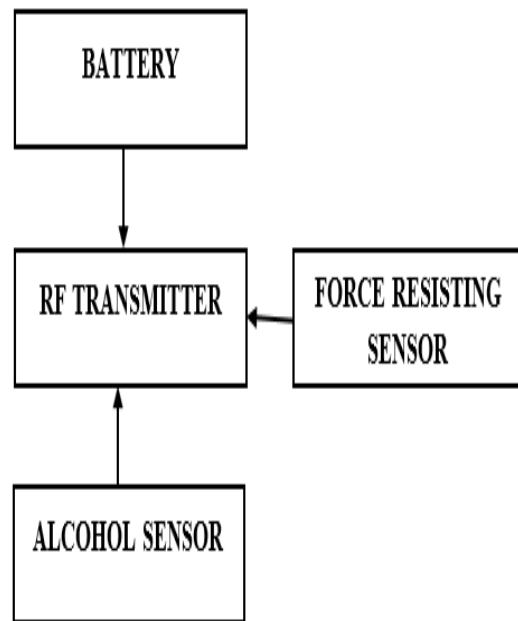 BATTERY
RF TRANSMITTER
FORCE RESISTING
SENSOR
ALCOHOL SENSOR